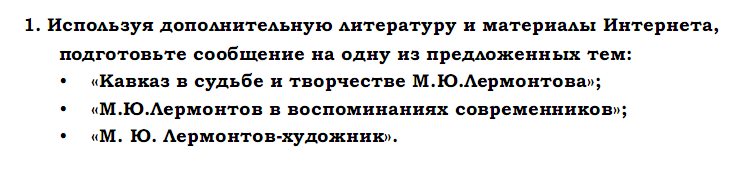 1. Используя дополнительную литературу и материалы Интернета,
подготовьте сообщение на одну из предложенных тем:
• «Кавказ в судьбе и творчестве М.Ю.Лермонтова»;
• «М.Ю.Лермонтов в воспоминаниях современников»;
• «М. Ю. Лермонтов-художник».